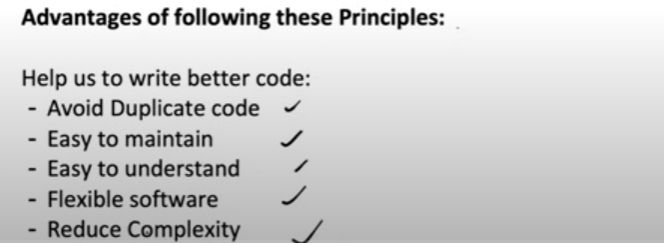 Advantages of following these Principles:
Help us to write better code:
- Avoid Duplicate code ✓
- Easy to maintain ✓
- Easy to understand ✓
- Flexible software ✓
- Reduce Complexity ✓